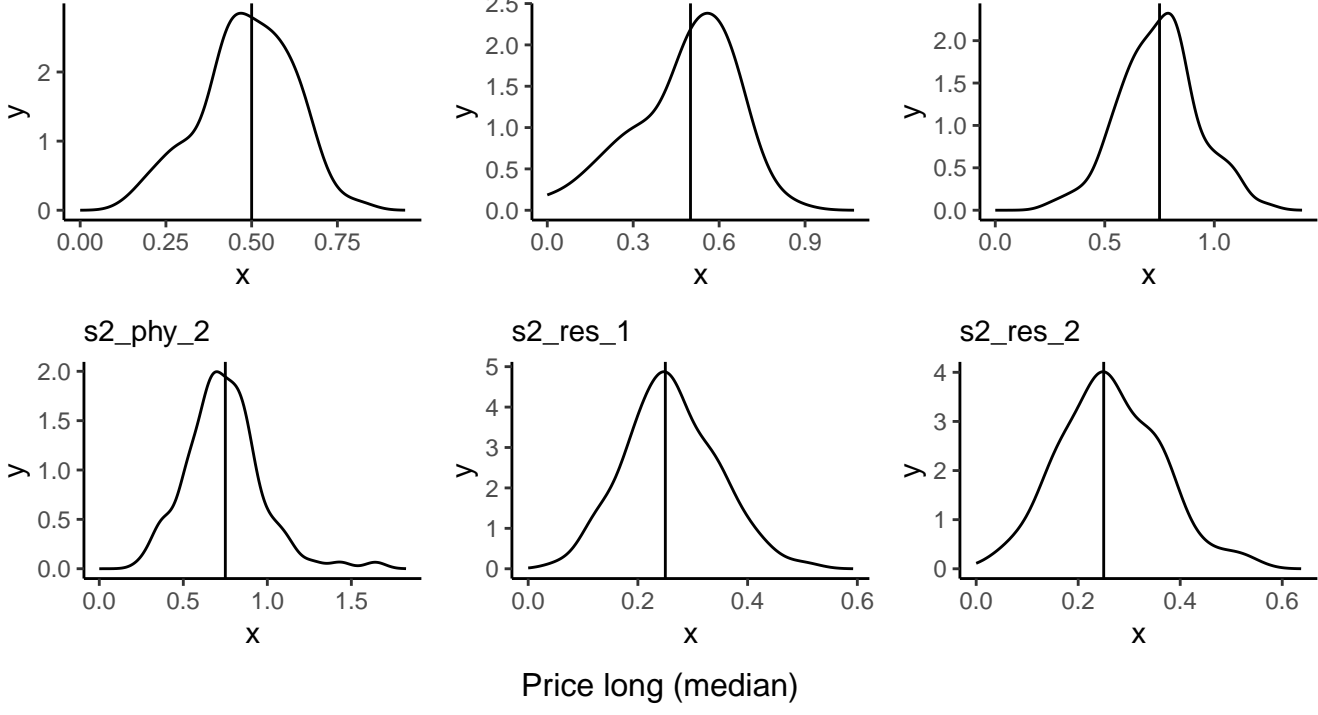 2.5
2
1
0
y
0.00 0.25 0.50 0.75
x
2.0
1.5
1.0
0.5
0.0
y
0.0 0.3 0.6 0.9
x
2.0
1.5
1.0
0.5
0.0
y
0.0 0.5 1.0
x
s2_phy_2
2.0
1.5
1.0
0.5
0.0
y
0.0 0.5 1.0 1.5
x
s2_res_1
5
4
3
2
1
0
y
0.0 0.2 0.4 0.6
x
s2_res_2
4
3
2
1
0
y
0.0 0.2 0.4 0.6
x
Price long (median)